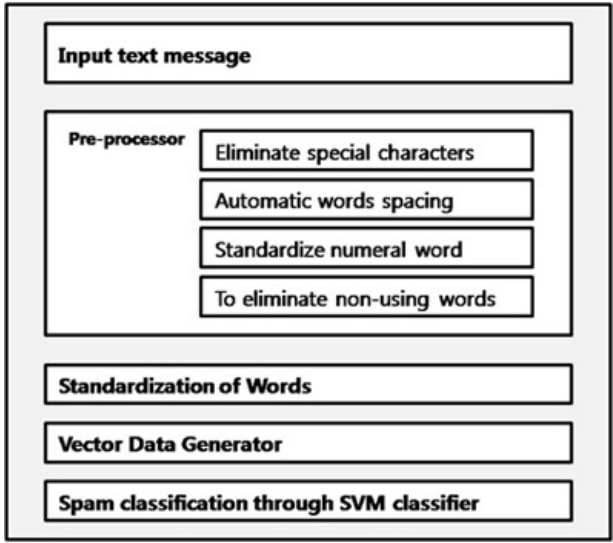 Input text message
Pre-processor
Eliminate special characters
Automatic words spacing
Standardize numeral word
To eliminate non-using words
Standardization of Words
Vector Data Generator
Spam classification through SVM classifier